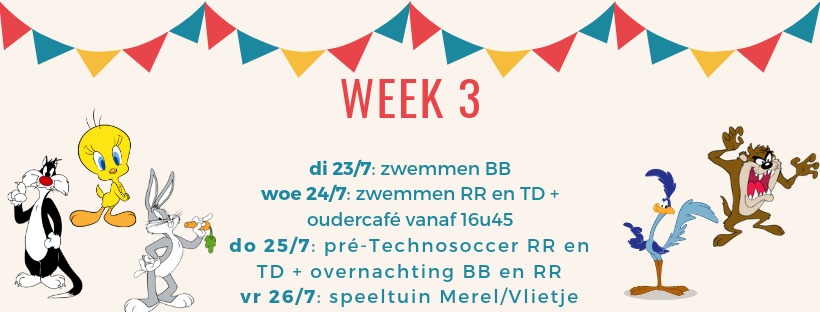 WEEK 3
di 23/7: zwemmen BB
woe 24/7: zwemmen RR en TD +
oudercafé vanaf 16u45
do 25/7: pré-Technosoccer RR en
TD + overnachting BB en RR
vr 26/7: speeltuin Merel/Vlietje